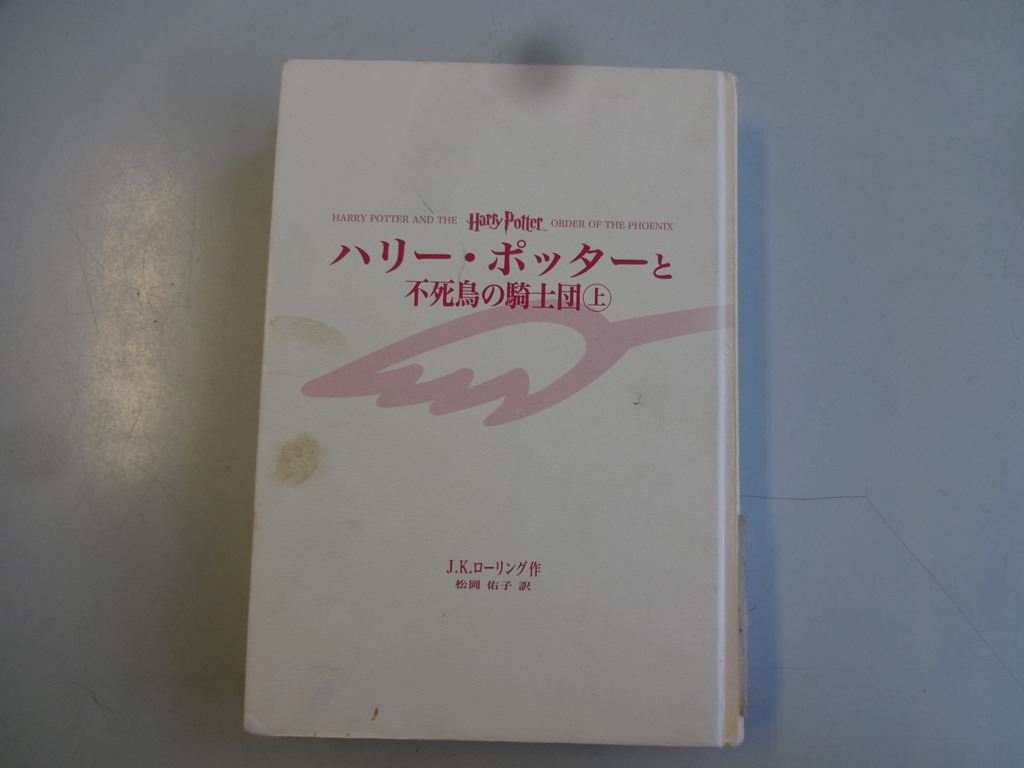 HARRY POTTER AND THE Harry Potter ORDER OF THE PHOENIX
ハリー・ポッターと
不死鳥の騎士団㊤
J.K.ローリング作
松岡 佑子 訳